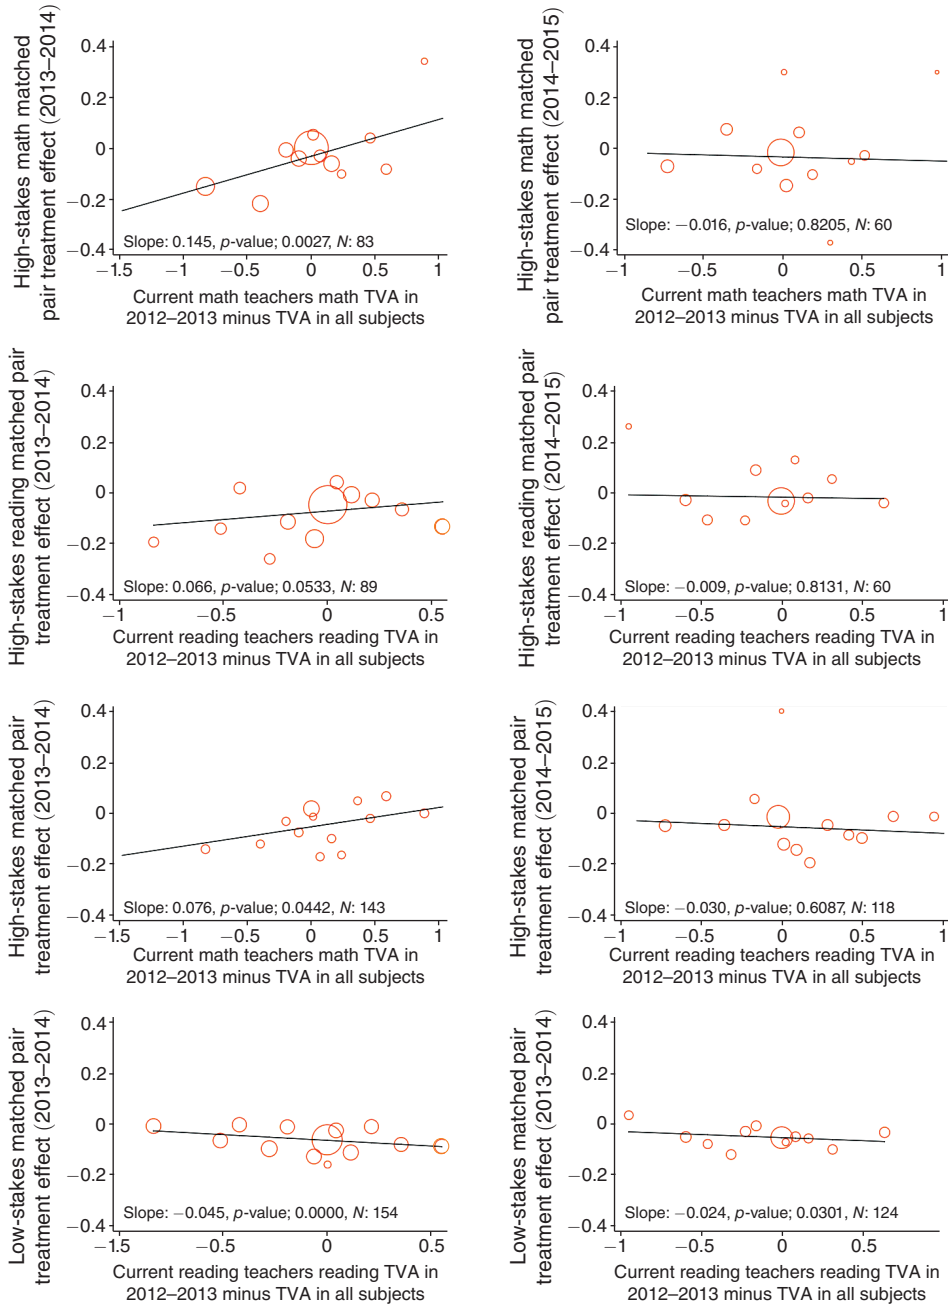 High-stakes math matched
pair treatment effect (2013–2014)
0.4
0.2
0
−0.2
−0.4
Slope: 0.145, p-value; 0.0027, N: 83
−1.5
−1
−0.5
0
0.5
1
Current math teachers math TVA in
2012–2013 minus TVA in all subjects
High-stakes math matched
pair treatment effect (2014–2015)
0.4
0.2
0
−0.2
−0.4
Slope: −0.016, p-value; 0.8205, N: 60
−1
−0.5
0
0.5
1
Current math teachers math TVA in
2012–2013 minus TVA in all subjects
High-stakes reading matched pair
treatment effect (2013–2014)
0.4
0.2
0
−0.2
−0.4
Slope: 0.066, p-value; 0.0533, N: 89
−1
−0.5
0
0.5
Current reading teachers reading TVA in
2012–2013 minus TVA in all subjects
High-stakes reading matched pair
treatment effect (2014–2015)
0.4
0.2
0
−0.2
−0.4
Slope: −0.009, p-value; 0.8131, N: 60
−1
−0.5
0
0.5
1
Current reading teachers reading TVA in
2012–2013 minus TVA in all subjects
High-stakes matched pair
treatment effect (2013–2014)
0.4
0.2
0
−0.2
−0.4
Slope: 0.076, p-value; 0.0442, N: 143
−1.5
−1
−0.5
0
0.5
1
Current math teachers math TVA in
2012–2013 minus TVA in all subjects
High-stakes matched pair
treatment effect (2014–2015)
0.4
0.2
0
−0.2
−0.4
Slope: −0.030, p-value; 0.6087, N: 118
−1
−0.5
0
0.5
1
Current reading teachers reading TVA in
2012–2013 minus TVA in all subjects
Low-stakes matched pair
treatment effect (2013–2014)
0.4
0.2
0
−0.2
−0.4
Slope: −0.045, p-value; 0.0000, N: 154
−1.5
−0.5
0
0.5
Current reading teachers reading TVA in
2012–2013 minus TVA in all subjects
Low-stakes matched pair
treatment effect (2013–2014)
0.4
0.2
0
−0.2
−0.4
Slope: −0.024, p-value; 0.0301, N: 124
−1
−0.5
0
0.5
1
Current reading teachers reading TVA in
2012–2013 minus TVA in all subjects